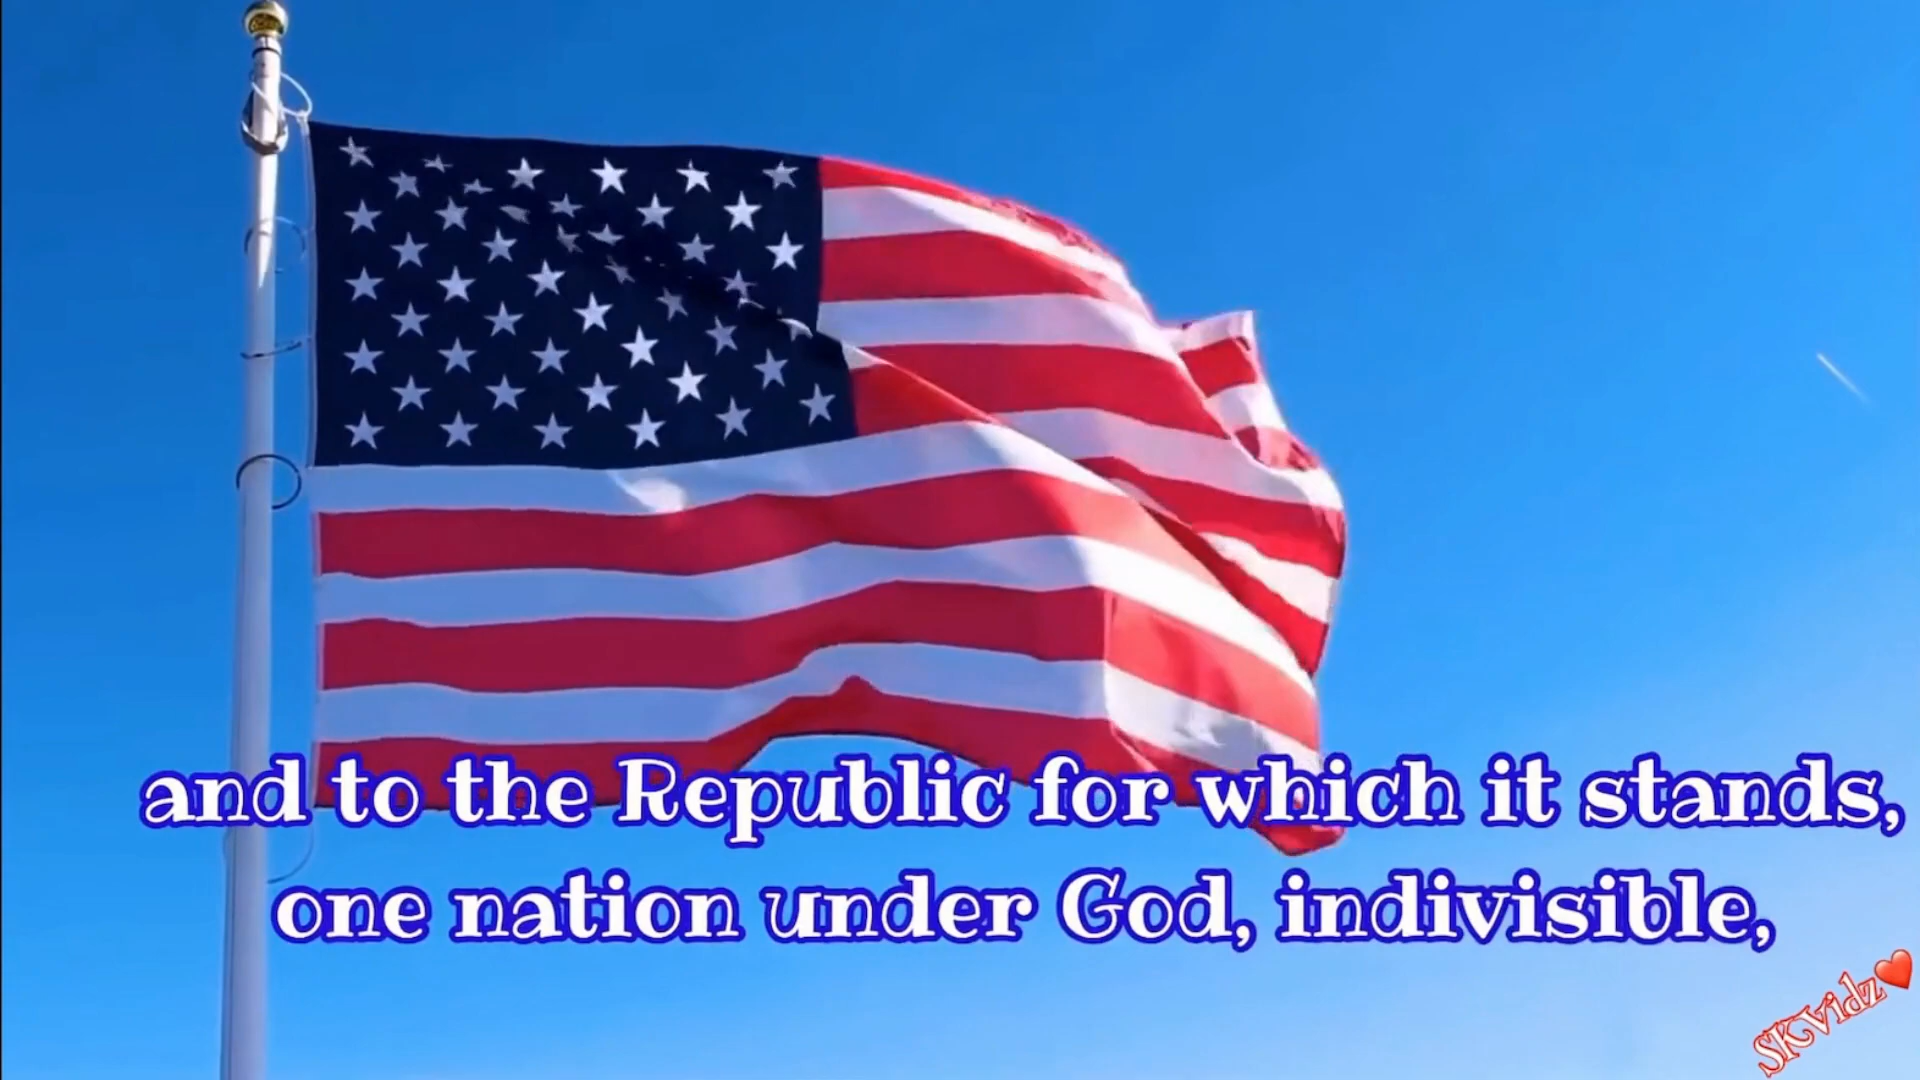 and to the Republic for which it stands,
one nation under God, indivisible,
SKVidz